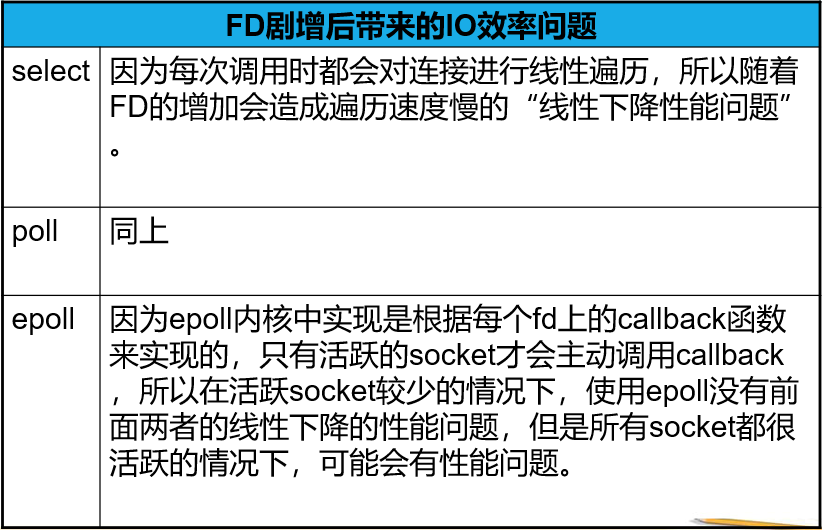 FD剧增后带来的IO效率问题
select
因为每次调用时都会对连接进行线性遍历，所以随着
FD的增加会造成遍历速度慢的“线性下降性能问题”
。
poll
同上
epoll
因为epoll内核中实现是根据每个fd上的callback函数
来实现的，只有活跃的socket才会主动调用callback
，所以在活跃socket较少的情况下，使用epoll没有前
面两者的线性下降的性能问题，但是所有socket都很
活跃的情况下，可能会有性能问题。